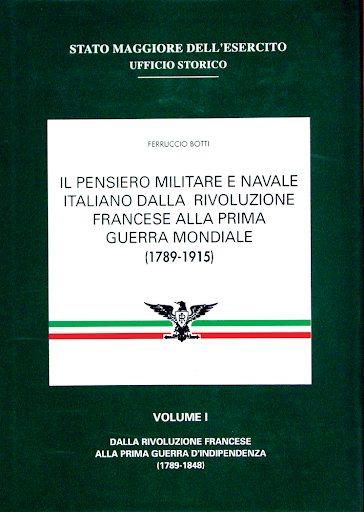 STATO MAGGIORE DELL'ESERCITO
UFFICIO STORICO
FERRUCCIO BOTTI
IL PENSIERO MILITARE E NAVALE
ITALIANO DALLA RIVOLUZIONE
FRANCESE ALLA PRIMA
GUERRA MONDIALE
(1789-1915)
VOLUME I
DALLA RIVOLUZIONE FRANCESE
ALLA PRIMA GUERRA D'INDIPENDENZA
(1789-1848)